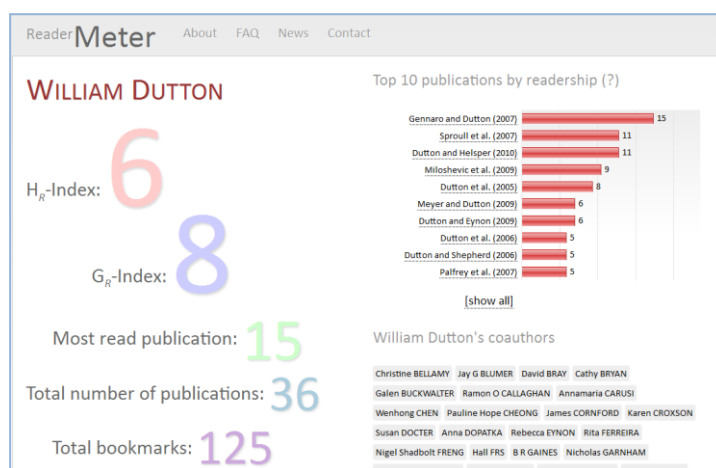 ReaderMeter About FAQ News Contact
WILLIAM DUTTON
H_R-Index: 6
G_R-Index: 8
Most read publication: 15
Total number of publications: 36
Total bookmarks: 125
Top 10 publications by readership (?)
Gennaro and Dutton (2007) 15
Sproull et al. (2007) 11
Dutton and Helsper (2010) 11
Miloshevic et al. (2009) 9
Dutton et al. (2005) 8
Meyer and Dutton (2009) 6
Dutton and Eynon (2009) 6
Dutton et al. (2006) 5
Dutton and Shepherd (2006) 5
Palfrey et al. (2007) 5
[show all]
William Dutton's coauthors
Christine BELLAMY Jay G BLUMER David BRAY Cathy BRYAN
Galen BUCKWALTER Ramon O CALLAGHAN Annamaria CARUSI
Wenhong CHEN Pauline Hope CHEONG James CORNFORD Karen CROXSON
Susan DOCTER Anna DOPATKA Rebecca EYNON Rita FERREIRA
Nigel Shadbolt FRENG Hall FRS B R GAINES Nicholas GARNHAM